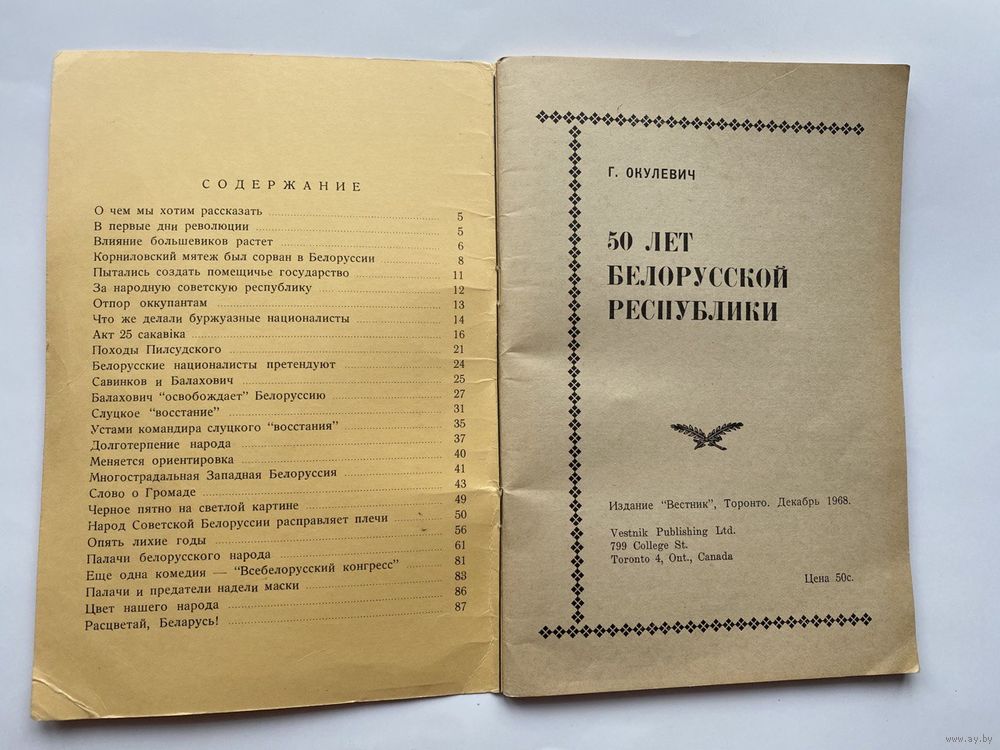 СОДЕРЖАНИЕ
О чем мы хотим рассказать 5
В первые дни революции 5
Влияние большевиков растет 6
Корниловский мятеж был сорван в Белоруссии 8
Пытались создать помещичье государство 11
За народную советскую республику 12
Отпор оккупантам 13
Что же делали буржуазные националисты 14
Акт 25 сакавіка 16
Походы Пилсудского 21
Белорусские националисты претендуют 24
Савинков и Балахович 25
Балахович "освобождает" Белоруссию 27
Слуцкое "восстание" 31
Устами командира слуцкого "восстания" 35
Долготерпение народа 37
Меняется ориентировка 40
Многострадальная Западная Белоруссия 41
Слово о Громаде 43
Черное пятно на светлой картине 49
Народ Советской Белоруссии расправляет плечи 50
Опять лихие годы 56
Палачи белорусского народа 61
Еще одна комедия — "Всебелорусский конгресс" 81
Палачи и предатели надели маски 83
Цвет нашего народа 86
Расцветай, Беларусь! 87
Г. ОКУЛЕВИЧ
50 ЛЕТ
БЕЛОРУССКОЙ
РЕСПУБЛИКИ
Издание "Вестник", Торонто. Декабрь 1968.
Vestnik Publishing Ltd.
799 College St.
Toronto 4, Ont., Canada
Цена 50c.
www.ay.by